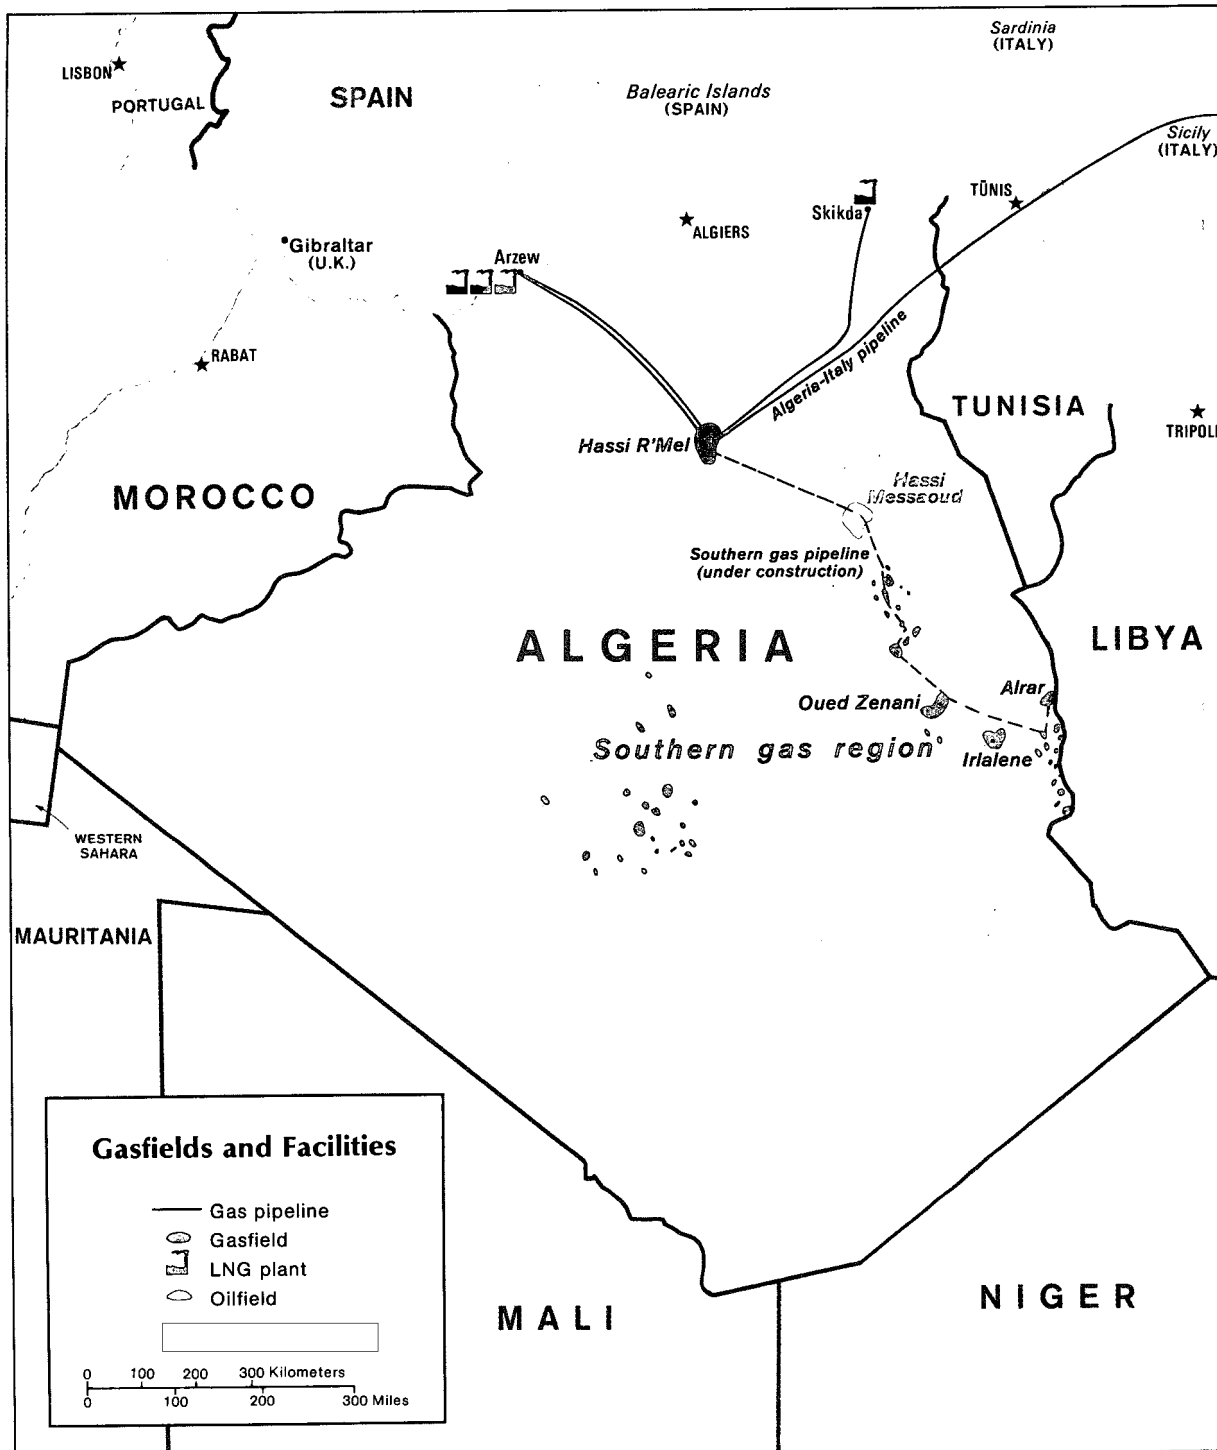 Sardinia
(ITALY)
LISBON
PORTUGAL
SPAIN
Balearic Islands
(SPAIN)
Sicily
(ITALY)
TŪNIS
Skikda
ALGIERS
Gibraltar
(U.K.)
Arzew
RABAT
Algeria-Italy pipeline
TUNISIA
TRIPOLI
Hassi R'Mel
MOROCCO
Hassi
Messaoud
Southern gas pipeline
(under construction)
ALGERIA
LIBYA
Alrar
Oued Zenani
Southern gas region
Irlalene
WESTERN
SAHARA
MAURITANIA
Gasfields and Facilities
Gas pipeline
Gasfield
LNG plant
Oilfield
0 100 200 300 Kilometers
0 100 200 300 Miles
MALI
NIGER